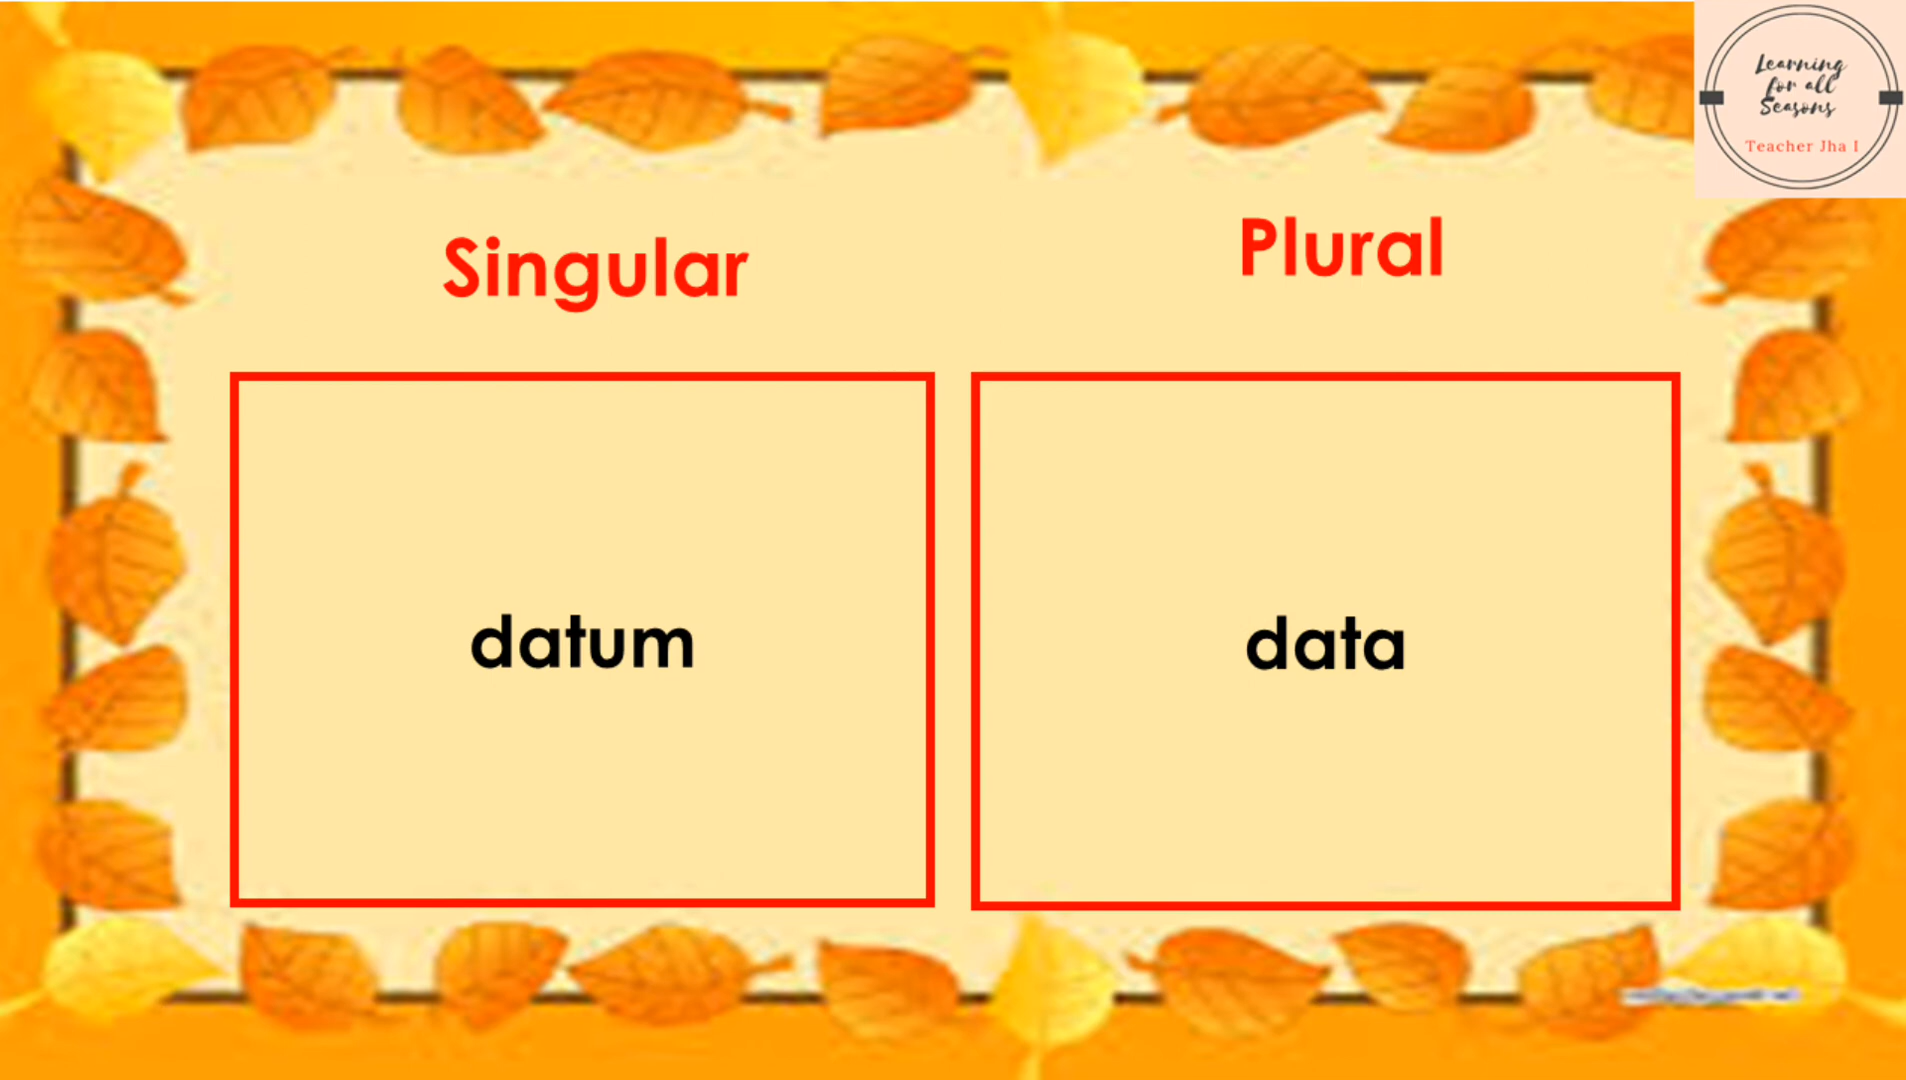 Learning
for all
Seasons
Teacher Jha I
Singular
Plural
datum
data